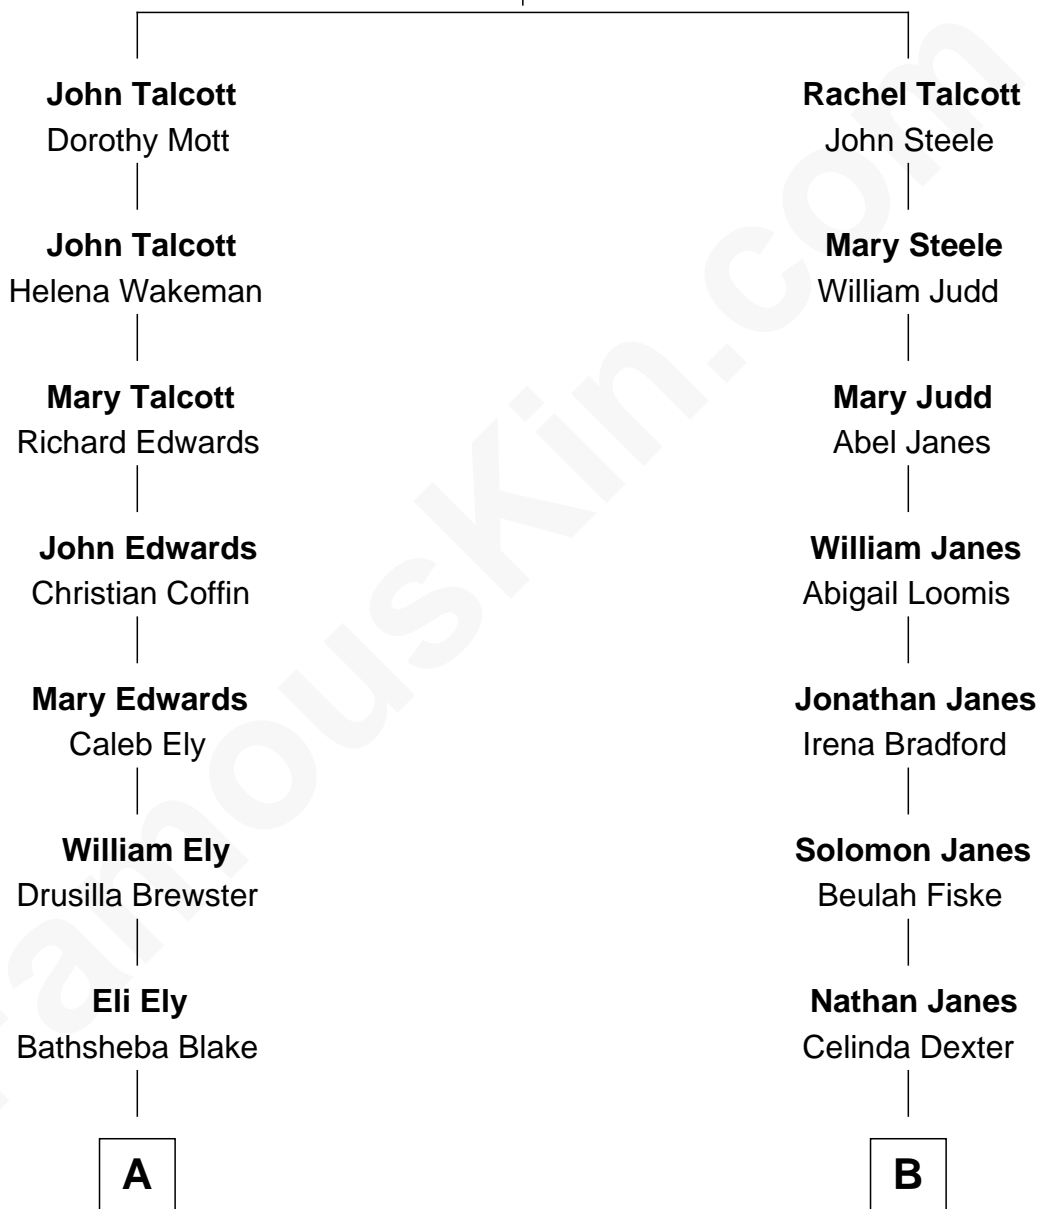 John Talcott
Dorothy Mott
John Talcott
Helena Wakeman
Mary Talcott
Richard Edwards
John Edwards
Christian Coffin
Mary Edwards
Caleb Ely
William Ely
Drusilla Brewster
Eli Ely
Bathsheba Blake
A
Rachel Talcott
John Steele
Mary Steele
William Judd
Mary Judd
Abel Janes
William Janes
Abigail Loomis
Jonathan Janes
Irena Bradford
Solomon Janes
Beulah Fiske
Nathan Janes
Celinda Dexter
B
FamousKin.com